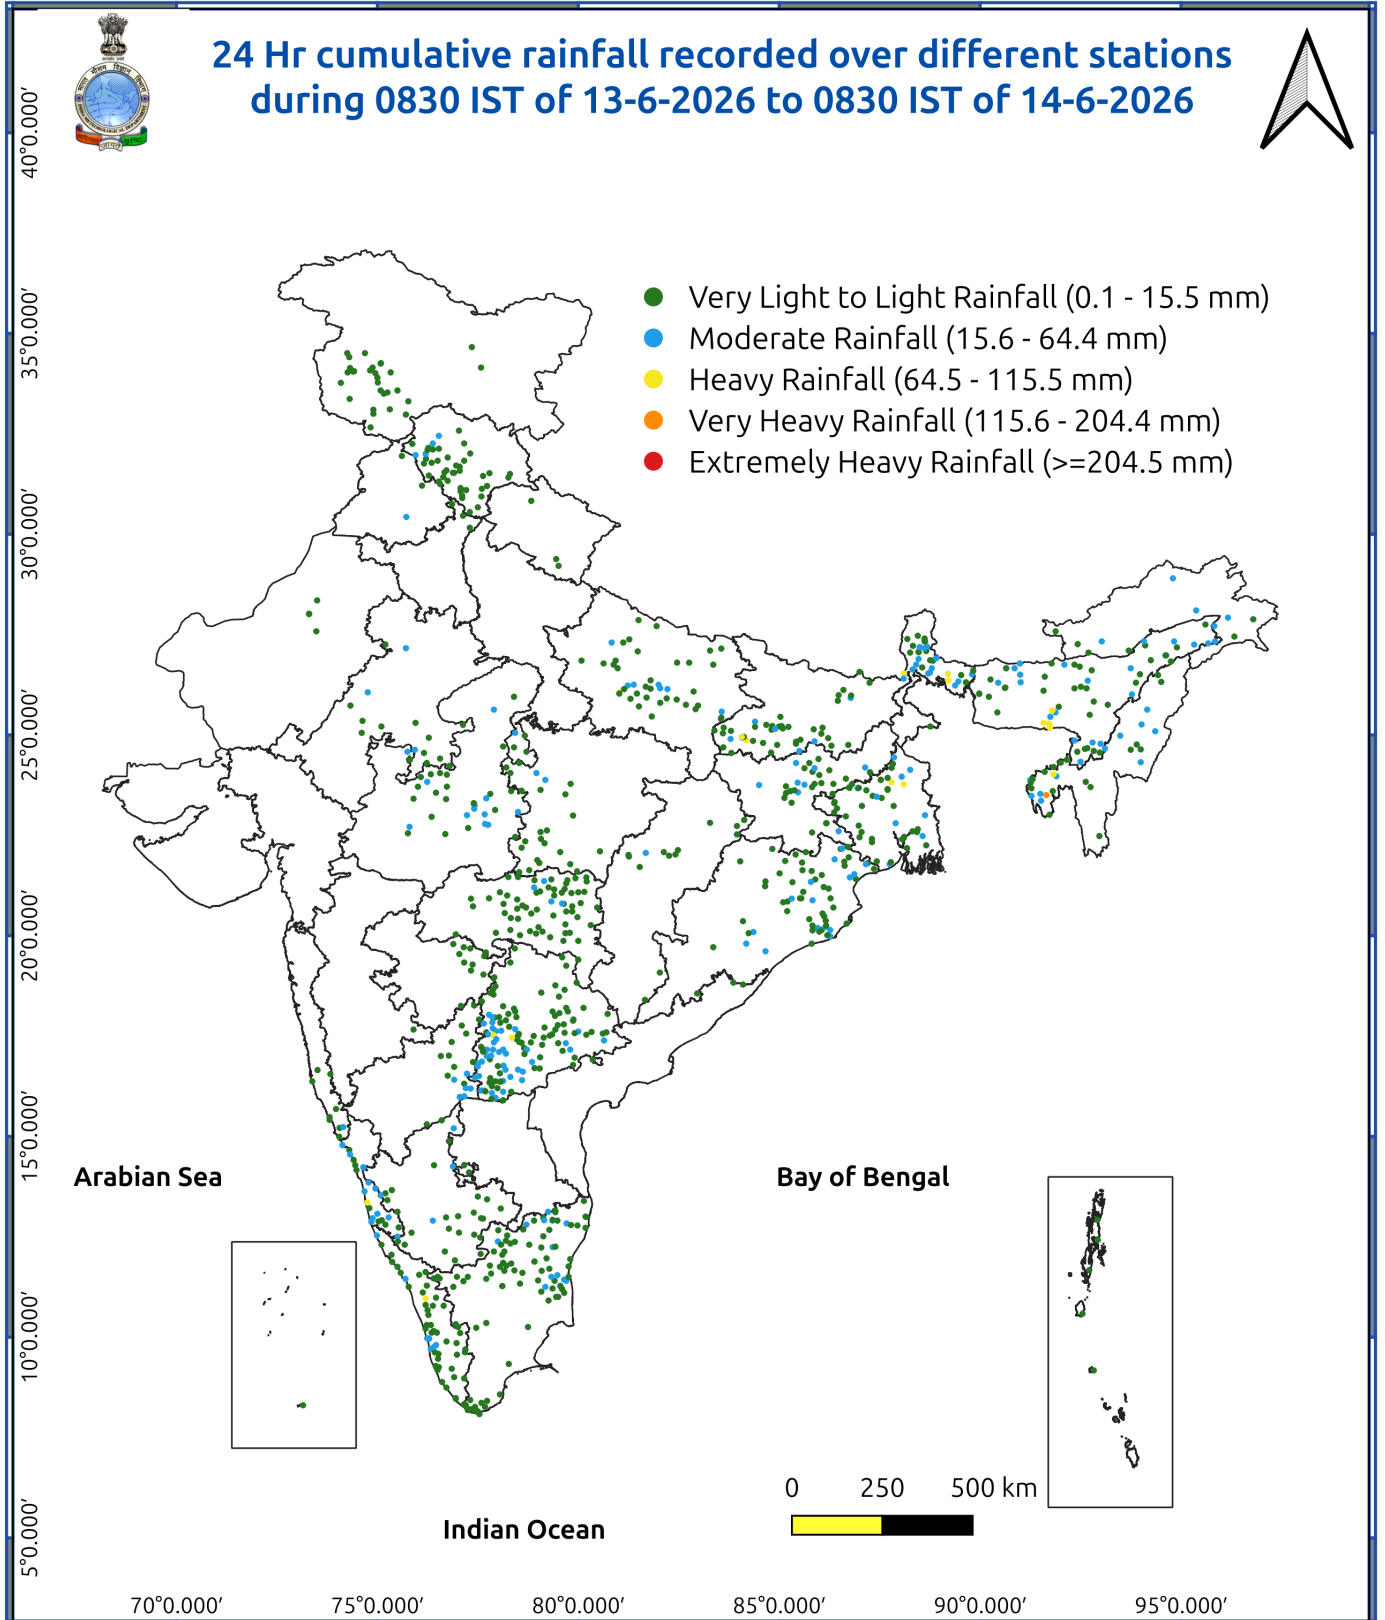 24 Hr cumulative rainfall recorded over different stations
during 0830 IST of 13-6-2026 to 0830 IST of 14-6-2026
Very Light to Light Rainfall (0.1 - 15.5 mm)
Moderate Rainfall (15.6 - 64.4 mm)
Heavy Rainfall (64.5 - 115.5 mm)
Very Heavy Rainfall (115.6 - 204.4 mm)
Extremely Heavy Rainfall (>=204.5 mm)
40°0.000′
35°0.000′
30°0.000′
25°0.000′
20°0.000′
15°0.000′
10°0.000′
5°0.000′
Arabian Sea
Bay of Bengal
Indian Ocean
0 250 500 km
70°0.000′ 75°0.000′ 80°0.000′ 85°0.000′ 90°0.000′ 95°0.000′